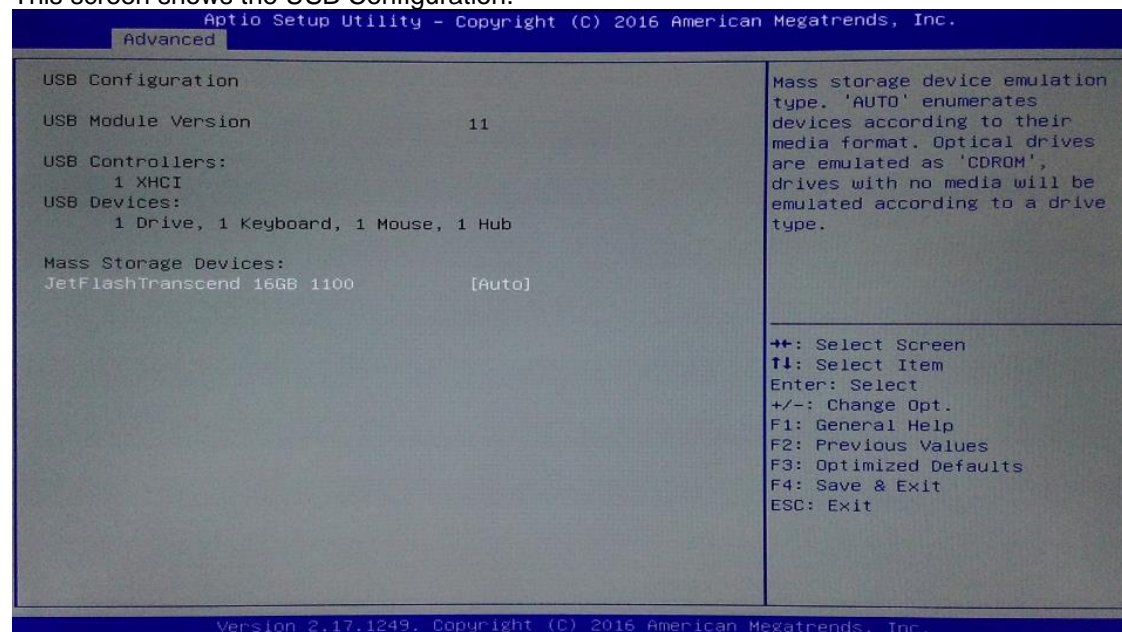 This screen shows the USB Configuration.
Aptio Setup Utility – Copyright (C) 2016 American Megatrends, Inc.
Advanced
USB Configuration
USB Module Version 11
USB Controllers:
1 XHCI
USB Devices:
1 Drive, 1 Keyboard, 1 Mouse, 1 Hub
Mass Storage Devices:
JetFlashTranscend 16GB 1100 [Auto]
Mass storage device emulation
type. 'AUTO' enumerates
devices according to their
media format. Optical drives
are emulated as 'CDROM',
drives with no media will be
emulated according to a drive
type.
→←: Select Screen
↑↓: Select Item
Enter: Select
+/-: Change Opt.
F1: General Help
F2: Previous Values
F3: Optimized Defaults
F4: Save & Exit
ESC: Exit
Version 2.17.1249. Copyright (C) 2016 American Megatrends, Inc.